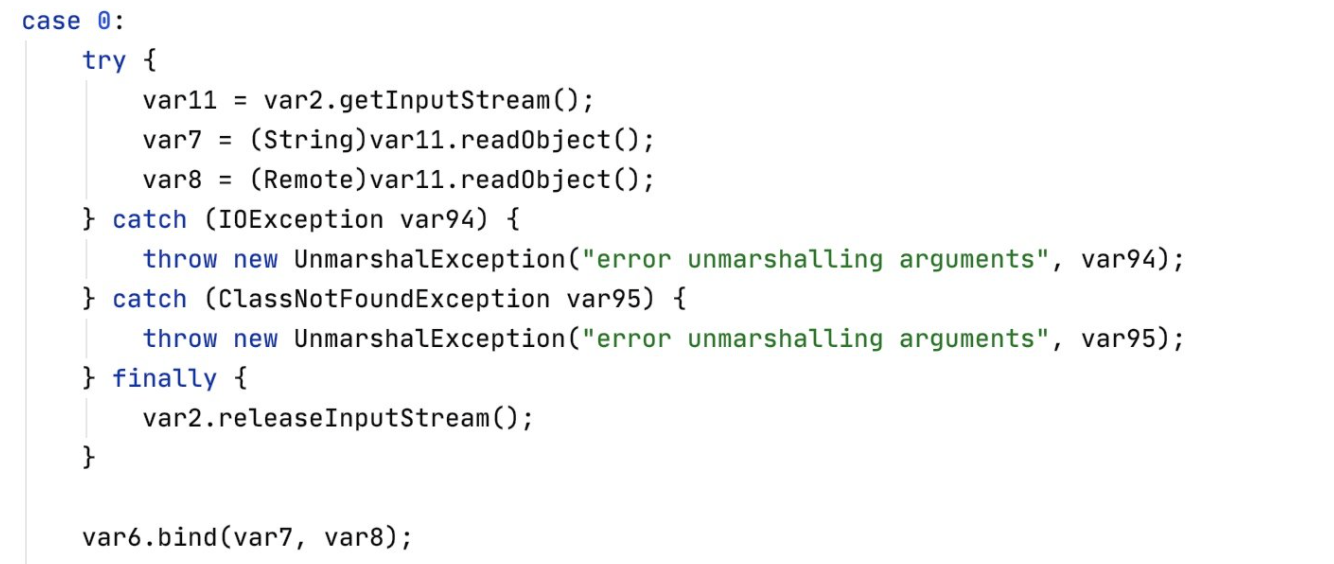 case 0:
try {
var11 = var2.getInputStream();
var7 = (String)var11.readObject();
var8 = (Remote)var11.readObject();
} catch (IOException var94) {
throw new UnmarshalException("error unmarshalling arguments", var94);
} catch (ClassNotFoundException var95) {
throw new UnmarshalException("error unmarshalling arguments", var95);
} finally {
var2.releaseInputStream();
}
var6.bind(var7, var8);